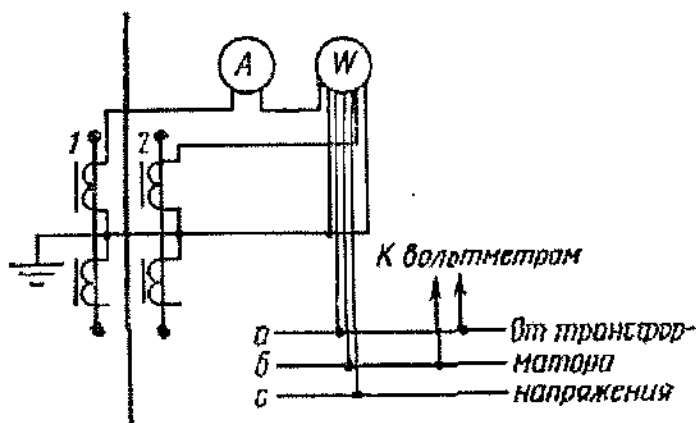 A W
1 2
К вольтметрам
а От трансфор-
б матора
с напряжения